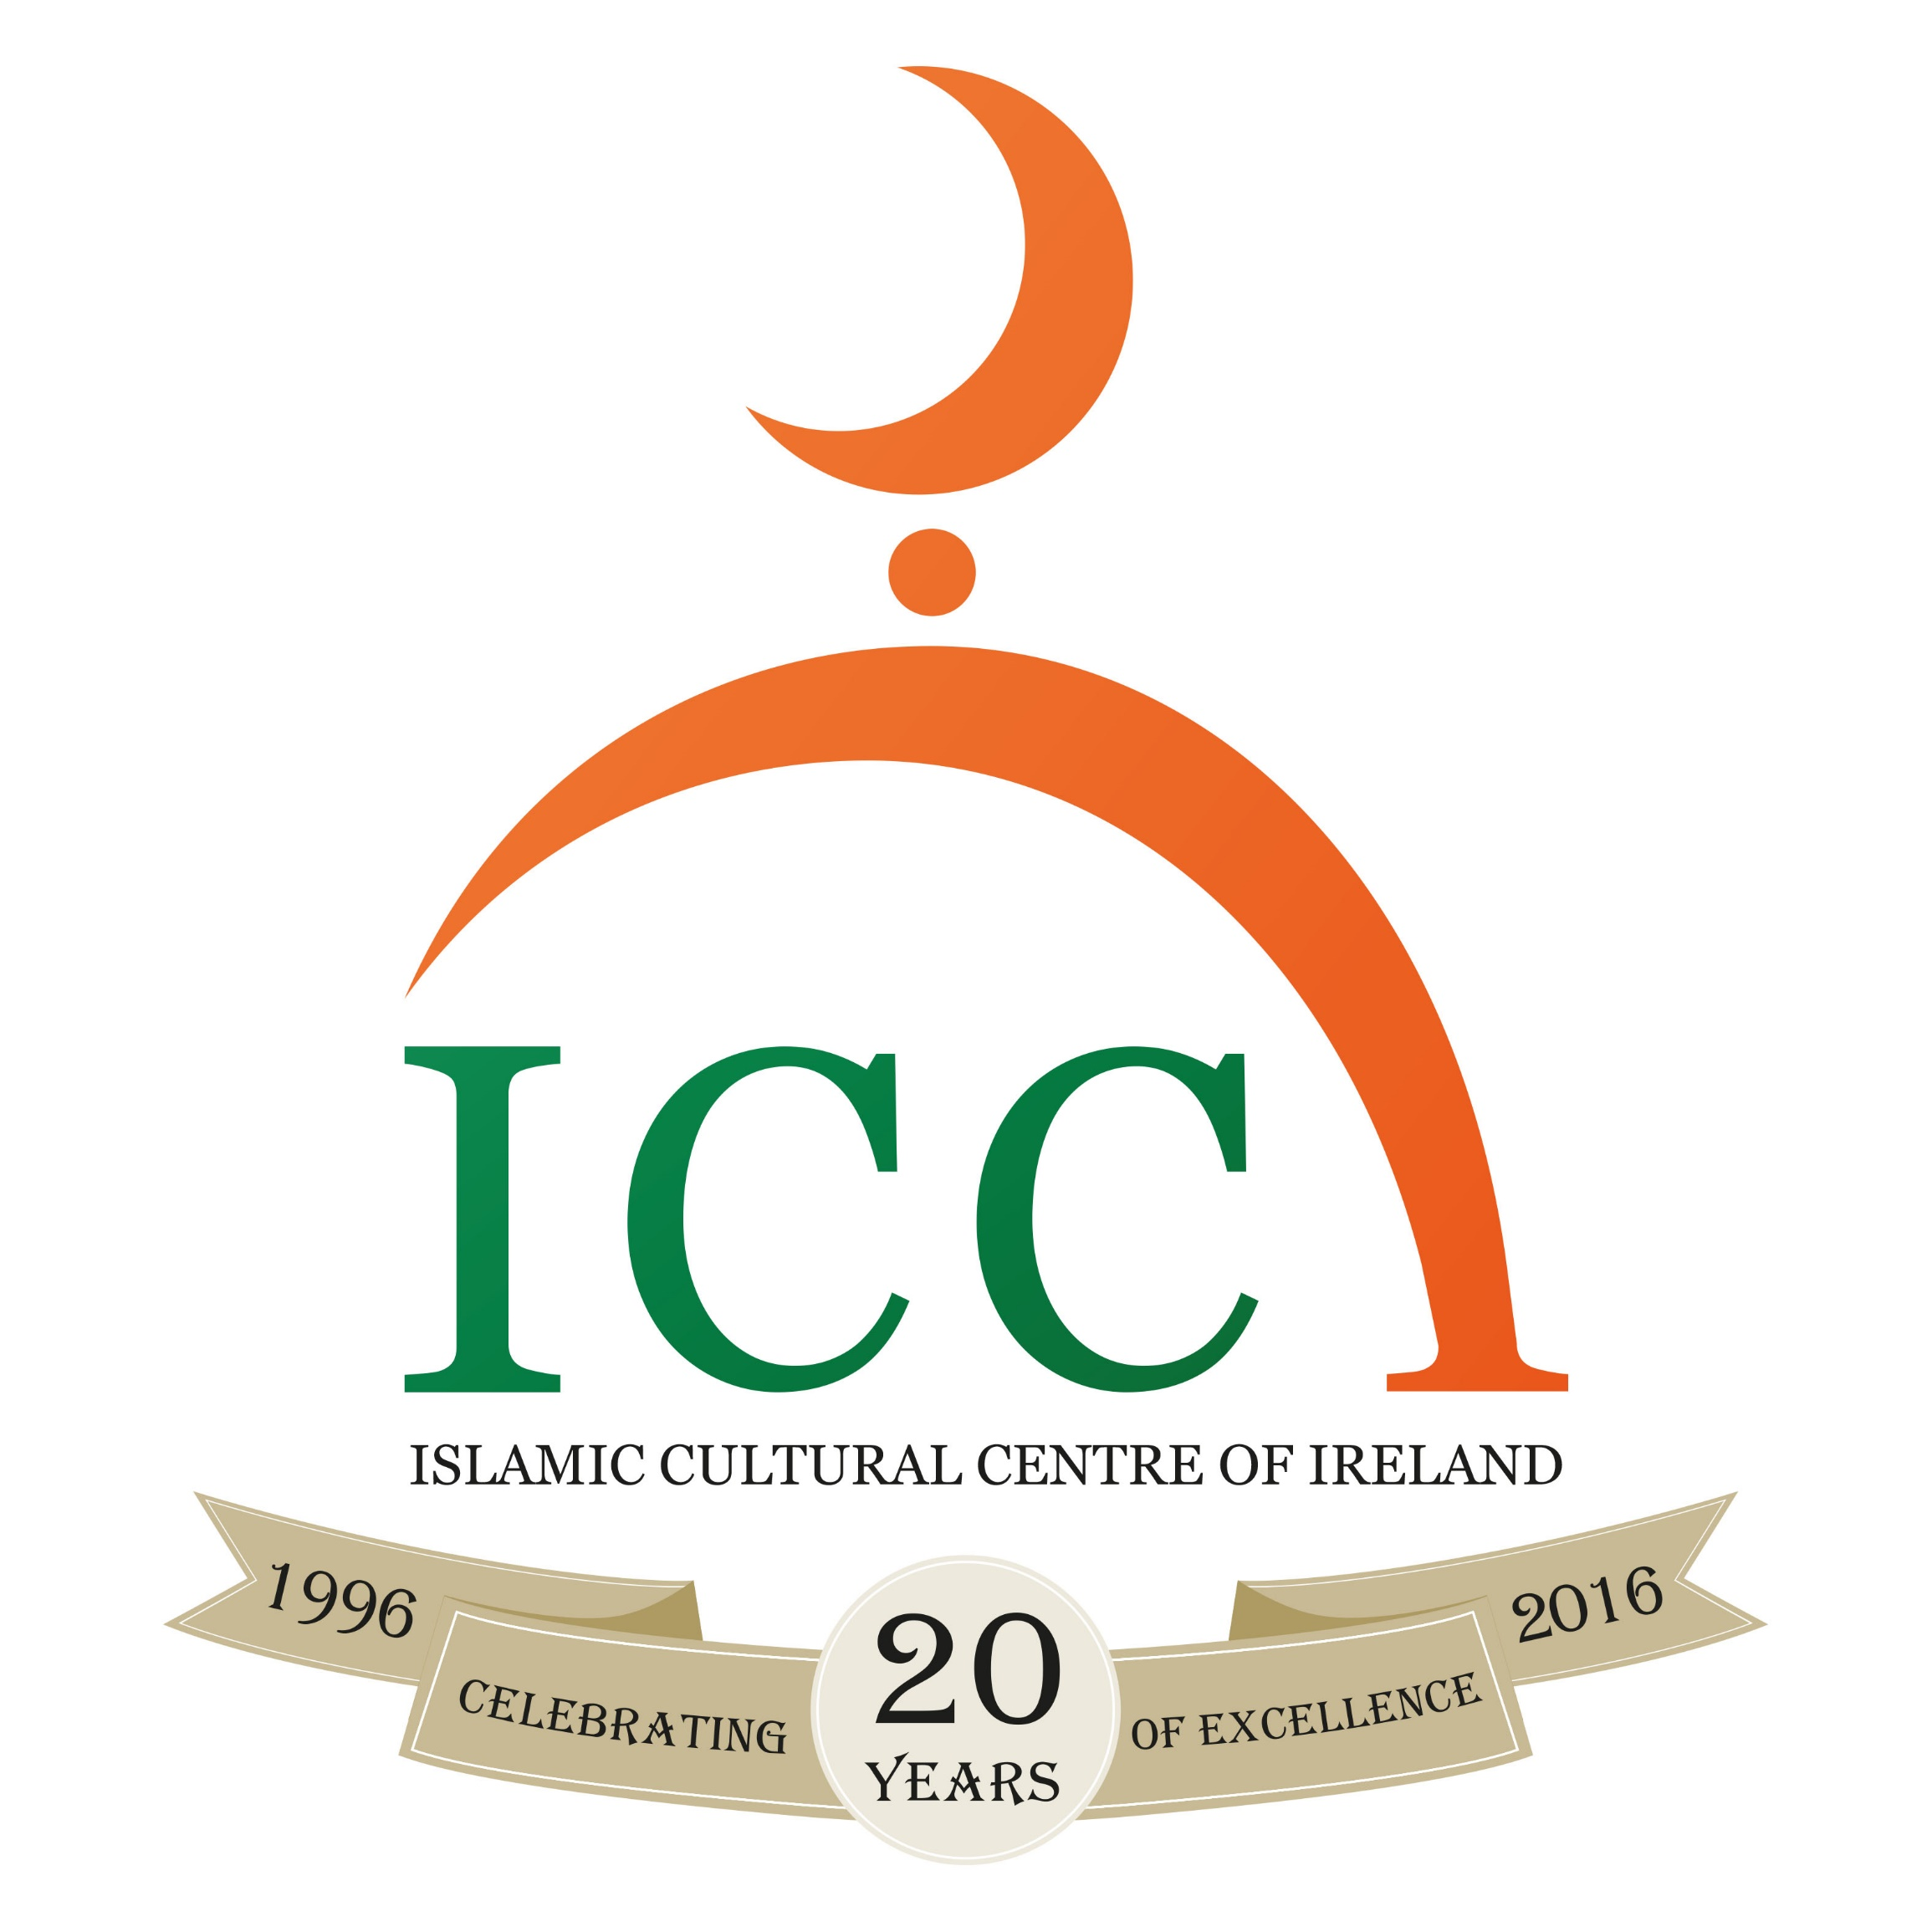 ICC
ISLAMIC CULTURAL CENTRE OF IRELAND
1996
2016
CELEBRATING
20
YEARS
OF EXCELLENCE